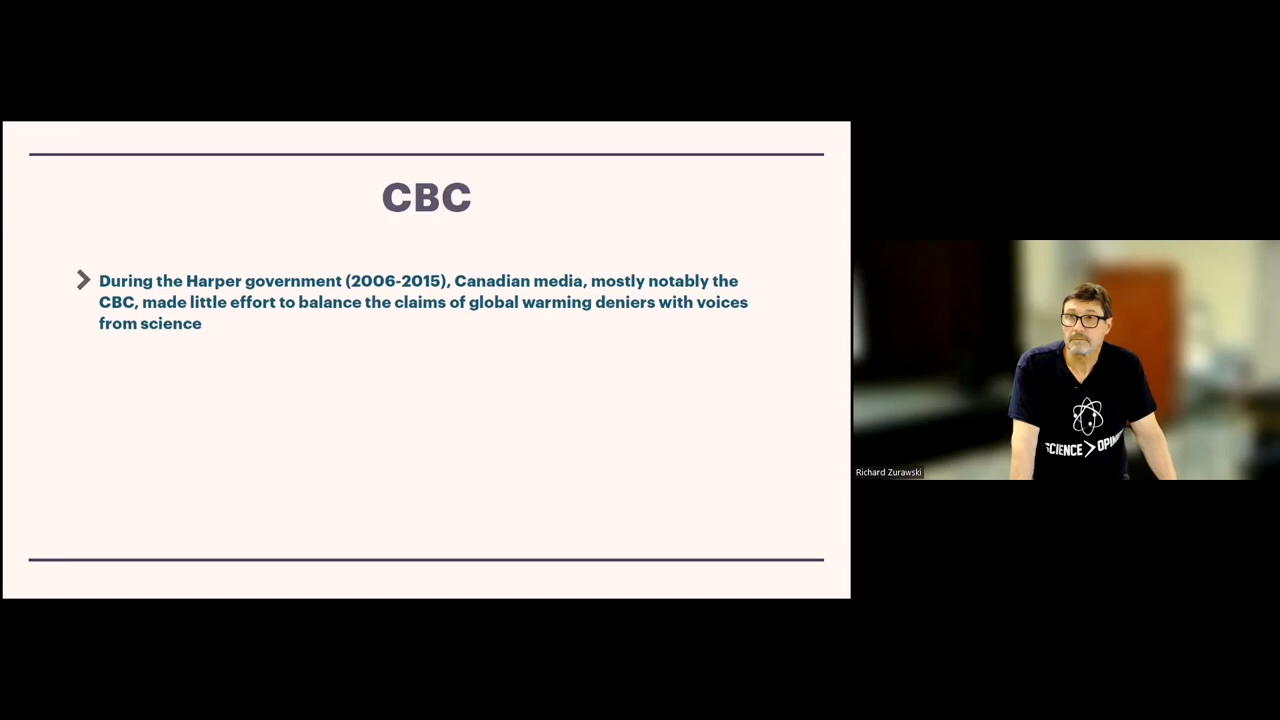 CBC
During the Harper government (2006-2015), Canadian media, mostly notably the
CBC, made little effort to balance the claims of global warming deniers with voices
from science
SCIENCE > OPIN
Richard Zurawski